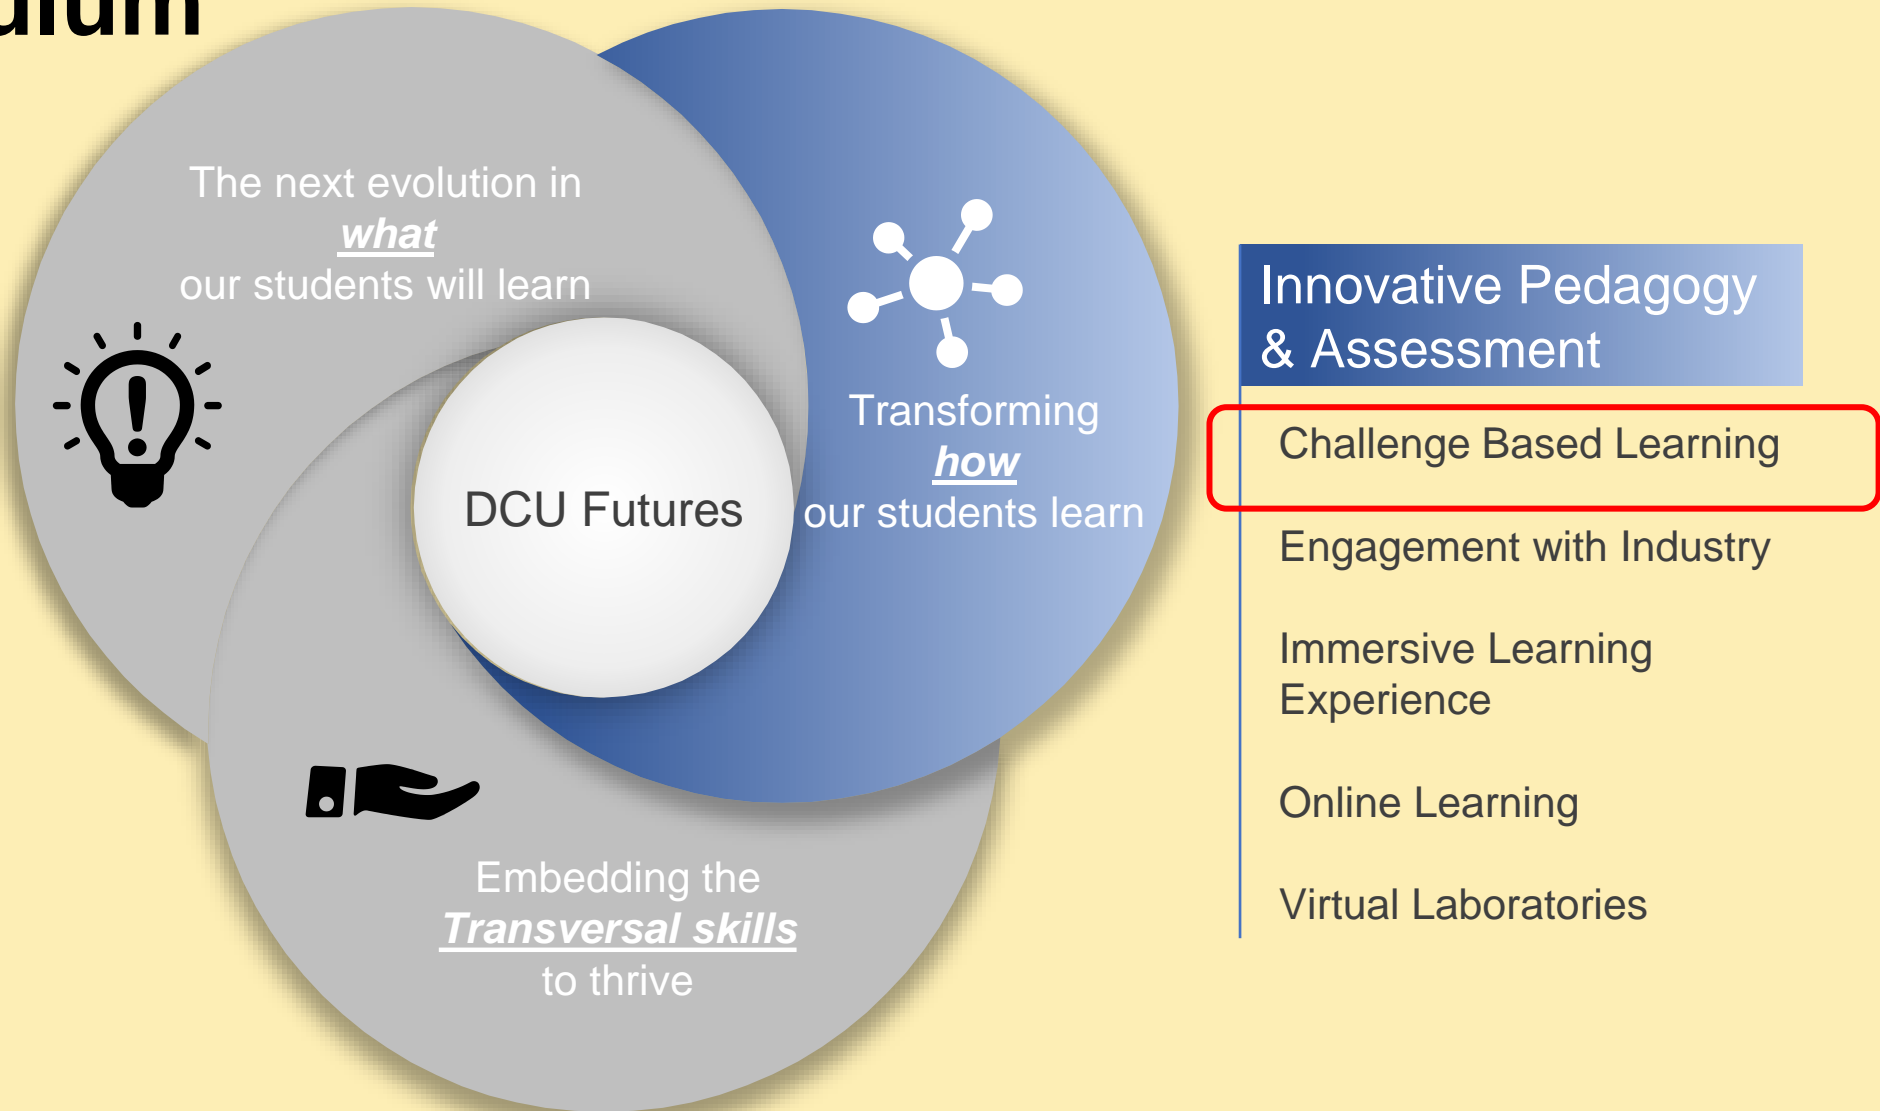 The next evolution in
what
our students will learn
DCU Futures
Transforming
how
our students learn
Embedding the
Transversal skills
to thrive
Innovative Pedagogy
& Assessment
Challenge Based Learning
Engagement with Industry
Immersive Learning
Experience
Online Learning
Virtual Laboratories